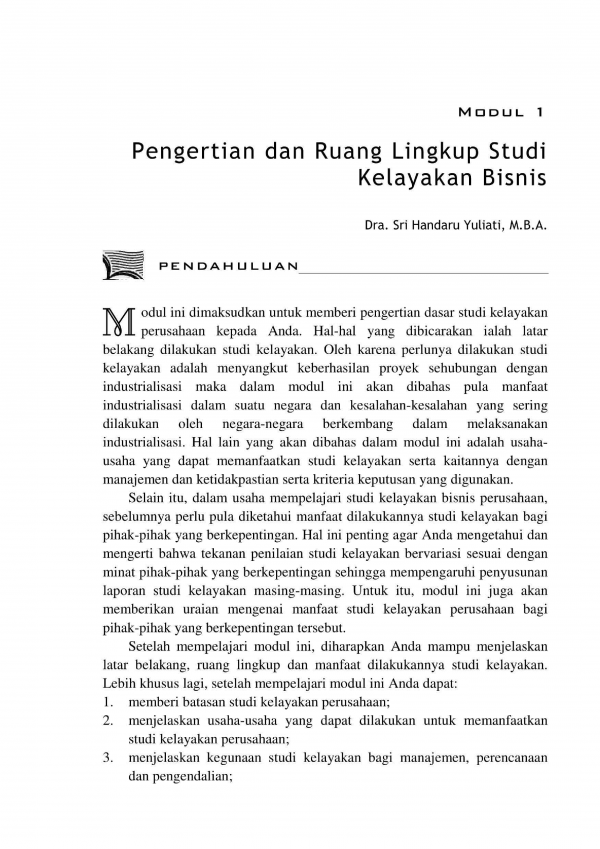 MODUL 1
Pengertian dan Ruang Lingkup Studi
Kelayakan Bisnis
Dra. Sri Handaru Yuliati, M.B.A.
PENDAHULUAN
Modul ini dimaksudkan untuk memberi pengertian dasar studi kelayakan
perusahaan kepada Anda. Hal-hal yang dibicarakan ialah latar
belakang dilakukan studi kelayakan. Oleh karena perlunya dilakukan studi
kelayakan adalah menyangkut keberhasilan proyek sehubungan dengan
industrialisasi maka dalam modul ini akan dibahas pula manfaat
industrialisasi dalam suatu negara dan kesalahan-kesalahan yang sering
dilakukan oleh negara-negara berkembang dalam melaksanakan
industrialisasi. Hal lain yang akan dibahas dalam modul ini adalah usaha-
usaha yang dapat memanfaatkan studi kelayakan serta kaitannya dengan
manajemen dan ketidakpastian serta kriteria keputusan yang digunakan.
Selain itu, dalam usaha mempelajari studi kelayakan bisnis perusahaan,
sebelumnya perlu pula diketahui manfaat dilakukannya studi kelayakan bagi
pihak-pihak yang berkepentingan. Hal ini penting agar Anda mengetahui dan
mengerti bahwa tekanan penilaian studi kelayakan bervariasi sesuai dengan
minat pihak-pihak yang berkepentingan sehingga mempengaruhi penyusunan
laporan studi kelayakan masing-masing. Untuk itu, modul ini juga akan
memberikan uraian mengenai manfaat studi kelayakan perusahaan bagi
pihak-pihak yang berkepentingan tersebut.
Setelah mempelajari modul ini, diharapkan Anda mampu menjelaskan
latar belakang, ruang lingkup dan manfaat dilakukannya studi kelayakan.
Lebih khusus lagi, setelah mempelajari modul ini Anda dapat:
1. memberi batasan studi kelayakan perusahaan;
2. menjelaskan usaha-usaha yang dapat dilakukan untuk memanfaatkan
studi kelayakan perusahaan;
3. menjelaskan kegunaan studi kelayakan bagi manajemen, perencanaan
dan pengendalian;